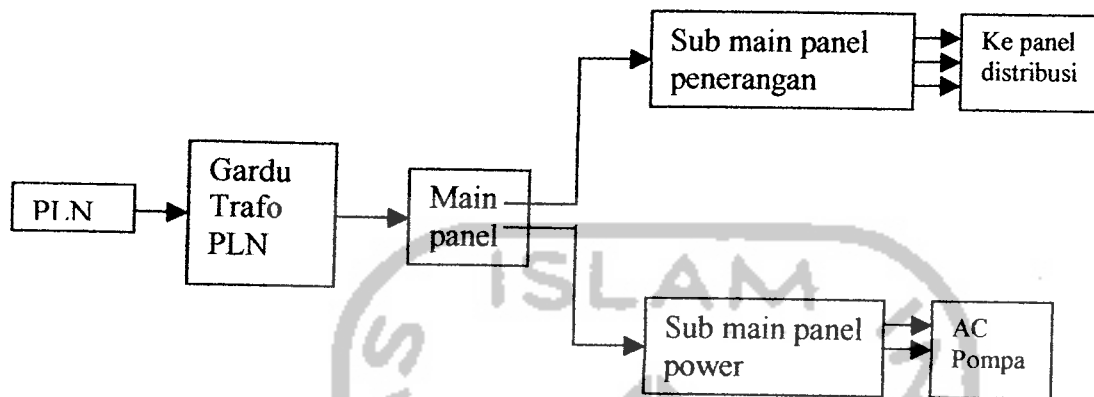 PLN
Gardu
Trafo
PLN
Main
panel
Sub main panel
penerangan
Ke panel
distribusi
Sub main panel
power
AC
Pompa
ISLAM